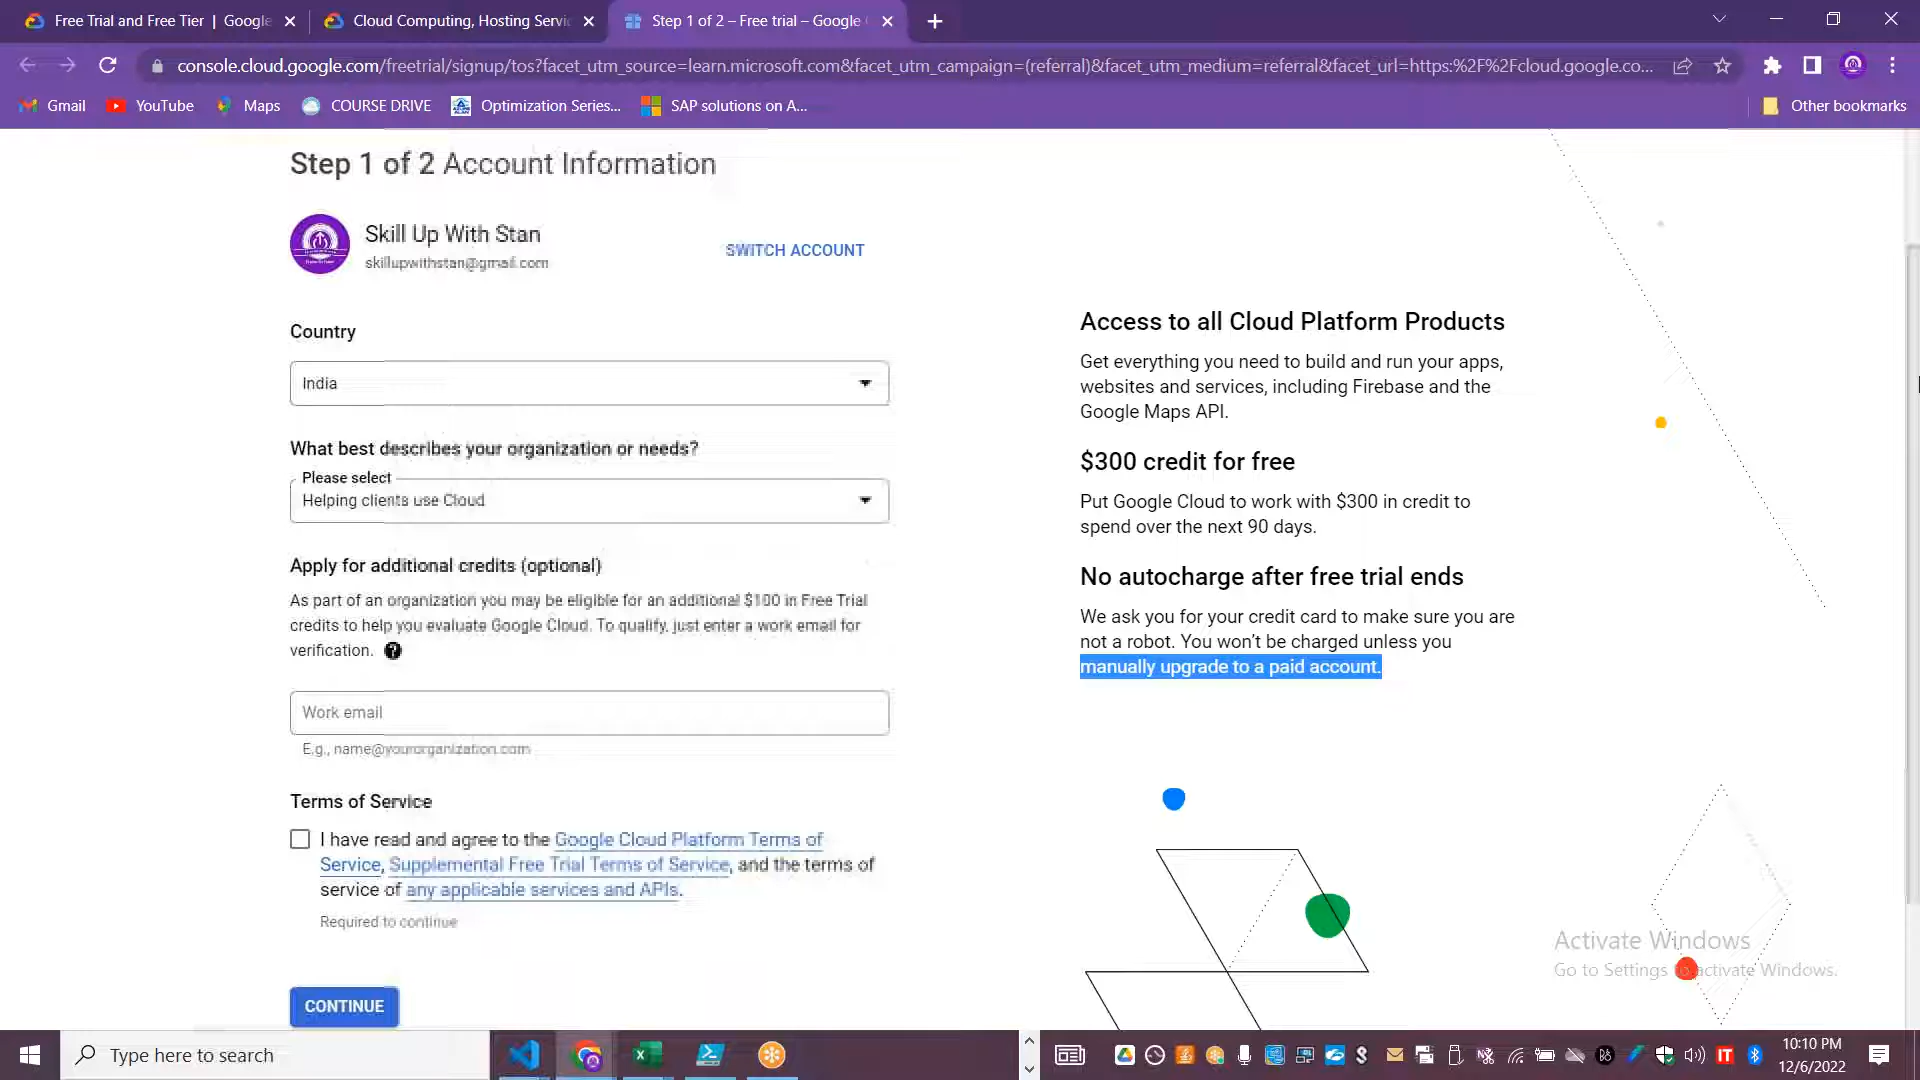 Free Trial and Free Tier | Google
Cloud Computing, Hosting Servic
Step 1 of 2 – Free trial – Google
console.cloud.google.com/freetrial/signup/tos?facet_utm_source=learn.microsoft.com&facet_utm_campaign=(referral)&facet_utm_medium=referral&facet_url=https:%2F%2Fcloud.google.co...
Gmail
YouTube
Maps
COURSE DRIVE
Optimization Series...
SAP solutions on A...
Other bookmarks
Step 1 of 2 Account Information
Skill Up With Stan
skillupwithstan@gmail.com
SWITCH ACCOUNT
Country
India
What best describes your organization or needs?
Please select
Helping clients use Cloud
Apply for additional credits (optional)
As part of an organization you may be eligible for an additional $100 in Free Trial
credits to help you evaluate Google Cloud. To qualify, just enter a work email for
verification.
Work email
E.g., name@yourorganization.com
Terms of Service
I have read and agree to the Google Cloud Platform Terms of
Service, Supplemental Free Trial Terms of Service, and the terms of
service of any applicable services and APIs.
Required to continue
CONTINUE
Access to all Cloud Platform Products
Get everything you need to build and run your apps,
websites and services, including Firebase and the
Google Maps API.
$300 credit for free
Put Google Cloud to work with $300 in credit to
spend over the next 90 days.
No autocharge after free trial ends
We ask you for your credit card to make sure you are
not a robot. You won't be charged unless you
manually upgrade to a paid account.
Activate Windows
Go to Settings to activate Windows.
Type here to search
10:10 PM
12/6/2022